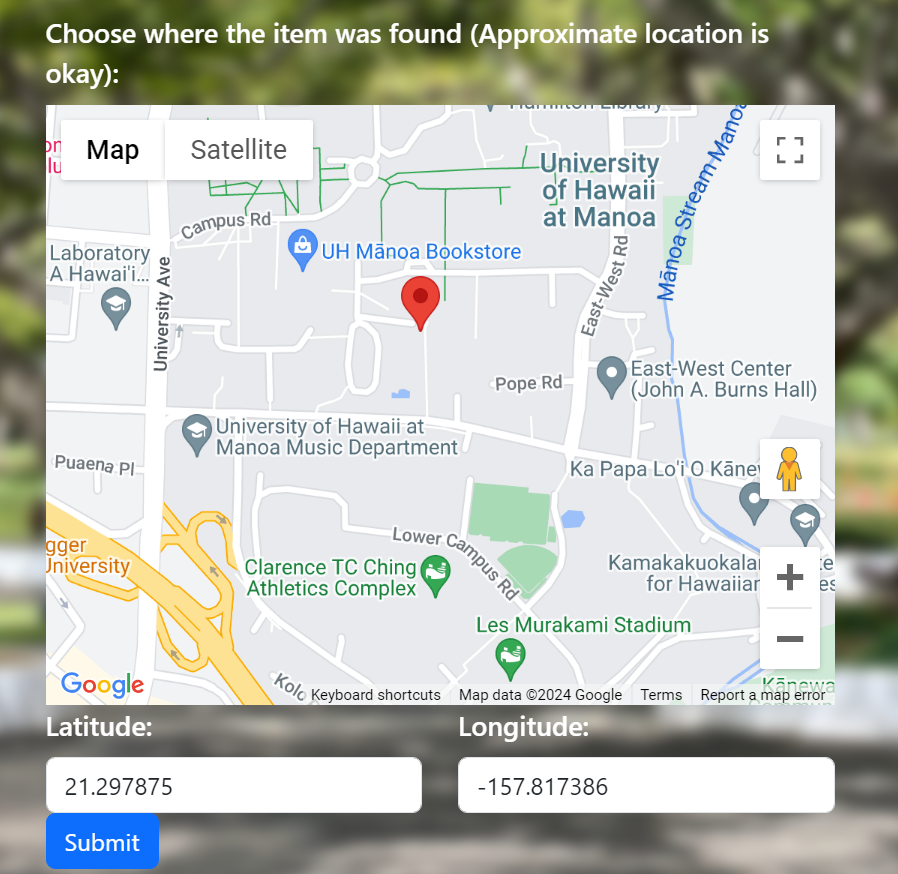 Choose where the item was found (Approximate location is
okay):
Hamilton Library
Map
Satellite
University
of Hawaii
at Manoa
Mānoa Stream Manoa
Campus Rd
UH Mānoa Bookstore
Laboratory
A Hawai'i...
University Ave
East-West Rd
East-West Center
(John A. Burns Hall)
Pope Rd
University of Hawaii at
Manoa Music Department
Puaena Pl
Ka Papa Lo'i O Kānew
Lower Campus Rd
gger
University
Clarence TC Ching
Athletics Complex
Kamakakuokalan
for Hawaiian
Les Murakami Stadium
Google
Kānewa
Keyboard shortcuts
Map data ©2024 Google
Terms
Report a map error
Latitude:
Longitude:
21.297875
-157.817386
Submit